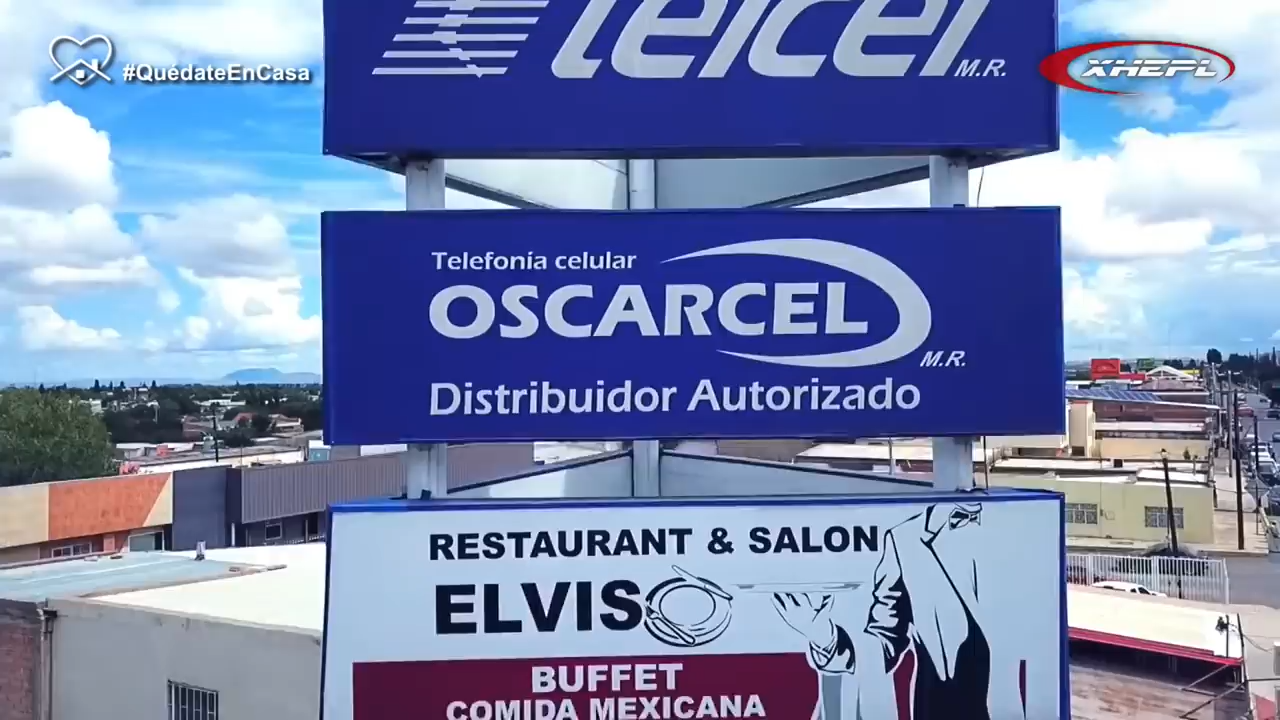 telcel
M.R.
#QuédateEnCasa
XHEPL
Telefonía celular
OSCARCEL
M.R.
Distribuidor Autorizado
RESTAURANT & SALON
ELVIS
BUFFET
COMIDA MEXICANA